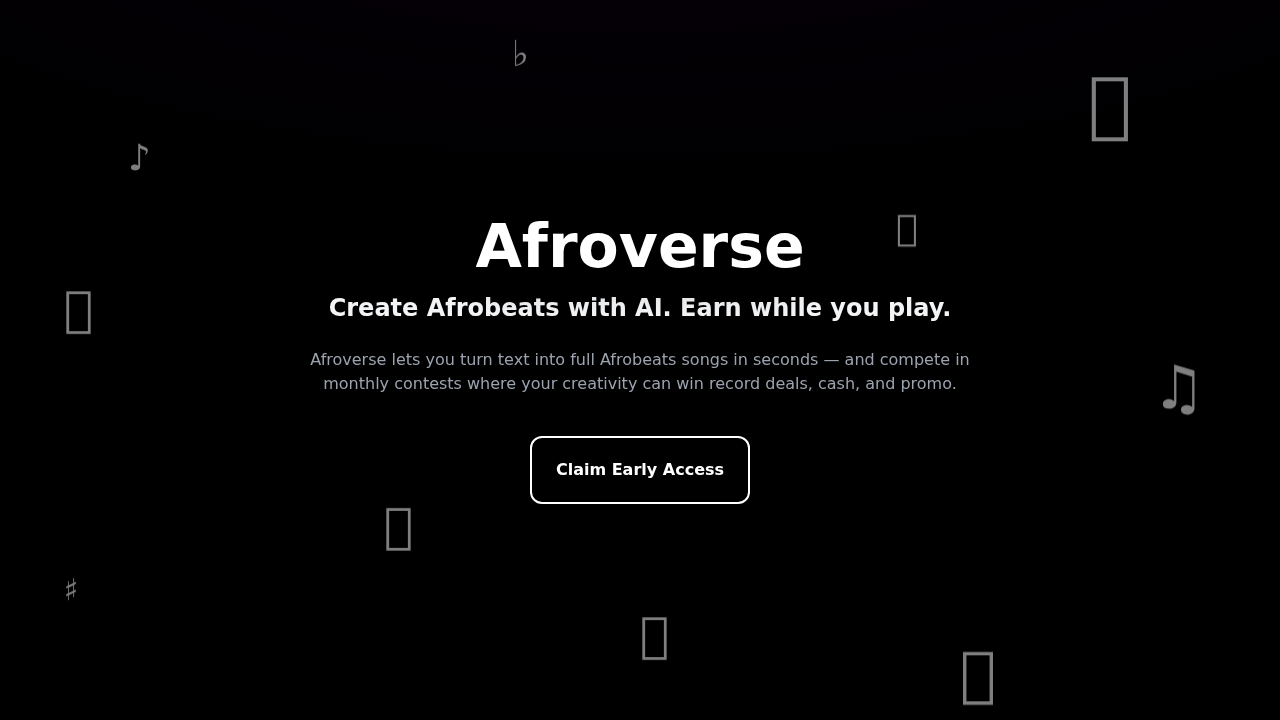 ♭
♪
Afroverse
Create Afrobeats with AI. Earn while you play.
Afroverse lets you turn text into full Afrobeats songs in seconds — and compete in
monthly contests where your creativity can win record deals, cash, and promo.
♫
Claim Early Access
♯